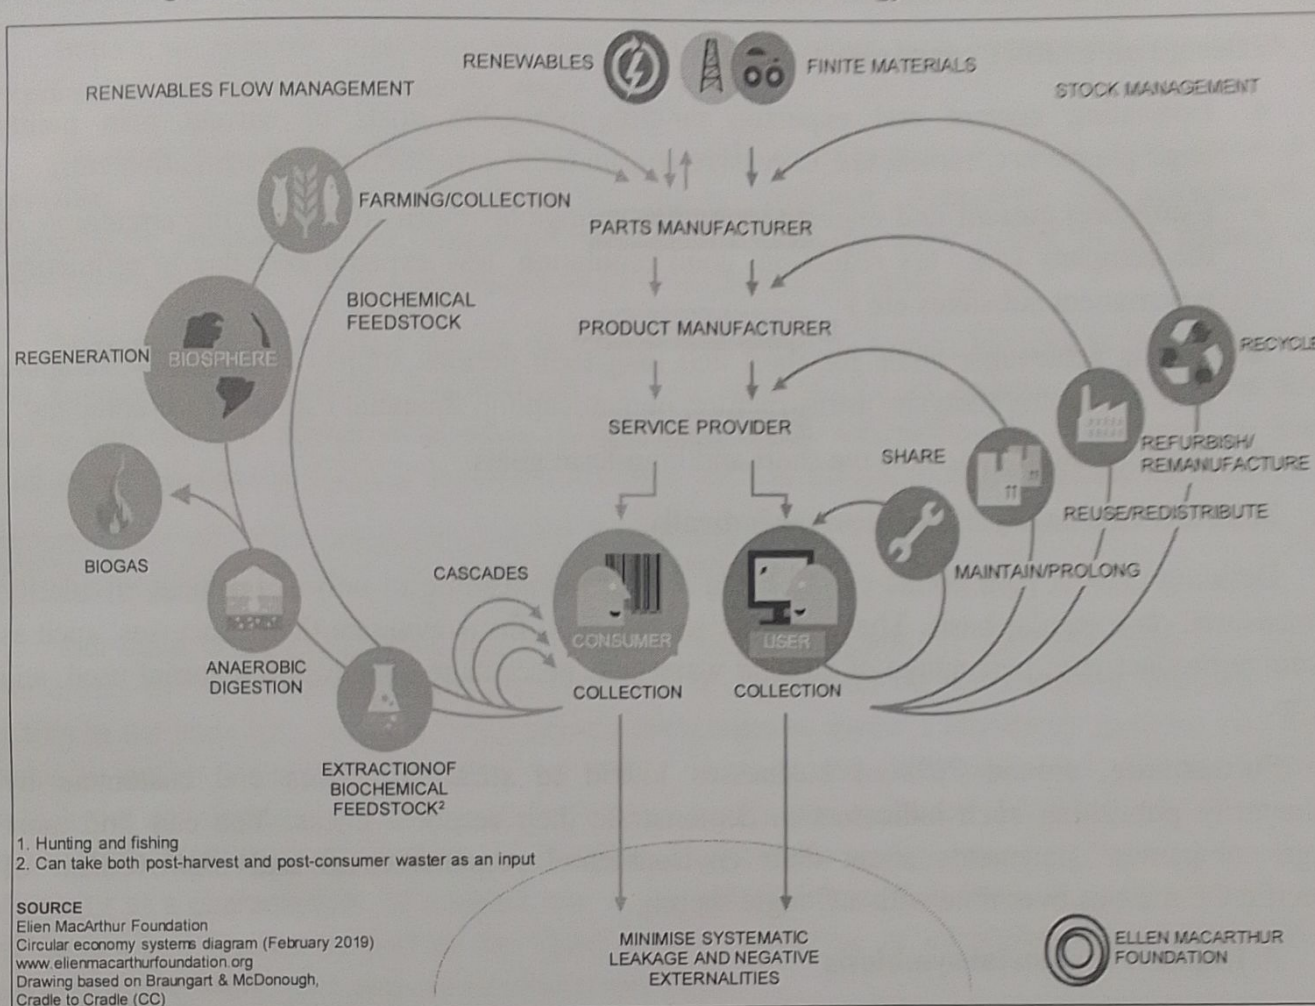 RENEWABLES
FINITE MATERIALS
RENEWABLES FLOW MANAGEMENT
STOCK MANAGEMENT
FARMING/COLLECTION
PARTS MANUFACTURER
BIOCHEMICAL
FEEDSTOCK
PRODUCT MANUFACTURER
REGENERATION
BIOSPHERE
RECYCLE
SERVICE PROVIDER
SHARE
REFURBISH/
REMANUFACTURE
REUSE/REDISTRIBUTE
BIOGAS
CASCADES
MAINTAIN/PROLONG
CONSUMER
USER
ANAEROBIC
DIGESTION
COLLECTION
COLLECTION
EXTRACTIONOF
BIOCHEMICAL
FEEDSTOCK²
1. Hunting and fishing
2. Can take both post-harvest and post-consumer waster as an input
SOURCE
Elien MacArthur Foundation
Circular economy systems diagram (February 2019)
www.elienmacarthurfoundation.org
Drawing based on Braungart & McDonough,
Cradle to Cradle (CC)
MINIMISE SYSTEMATIC
LEAKAGE AND NEGATIVE
EXTERNALITIES
ELLEN MACARTHUR
FOUNDATION